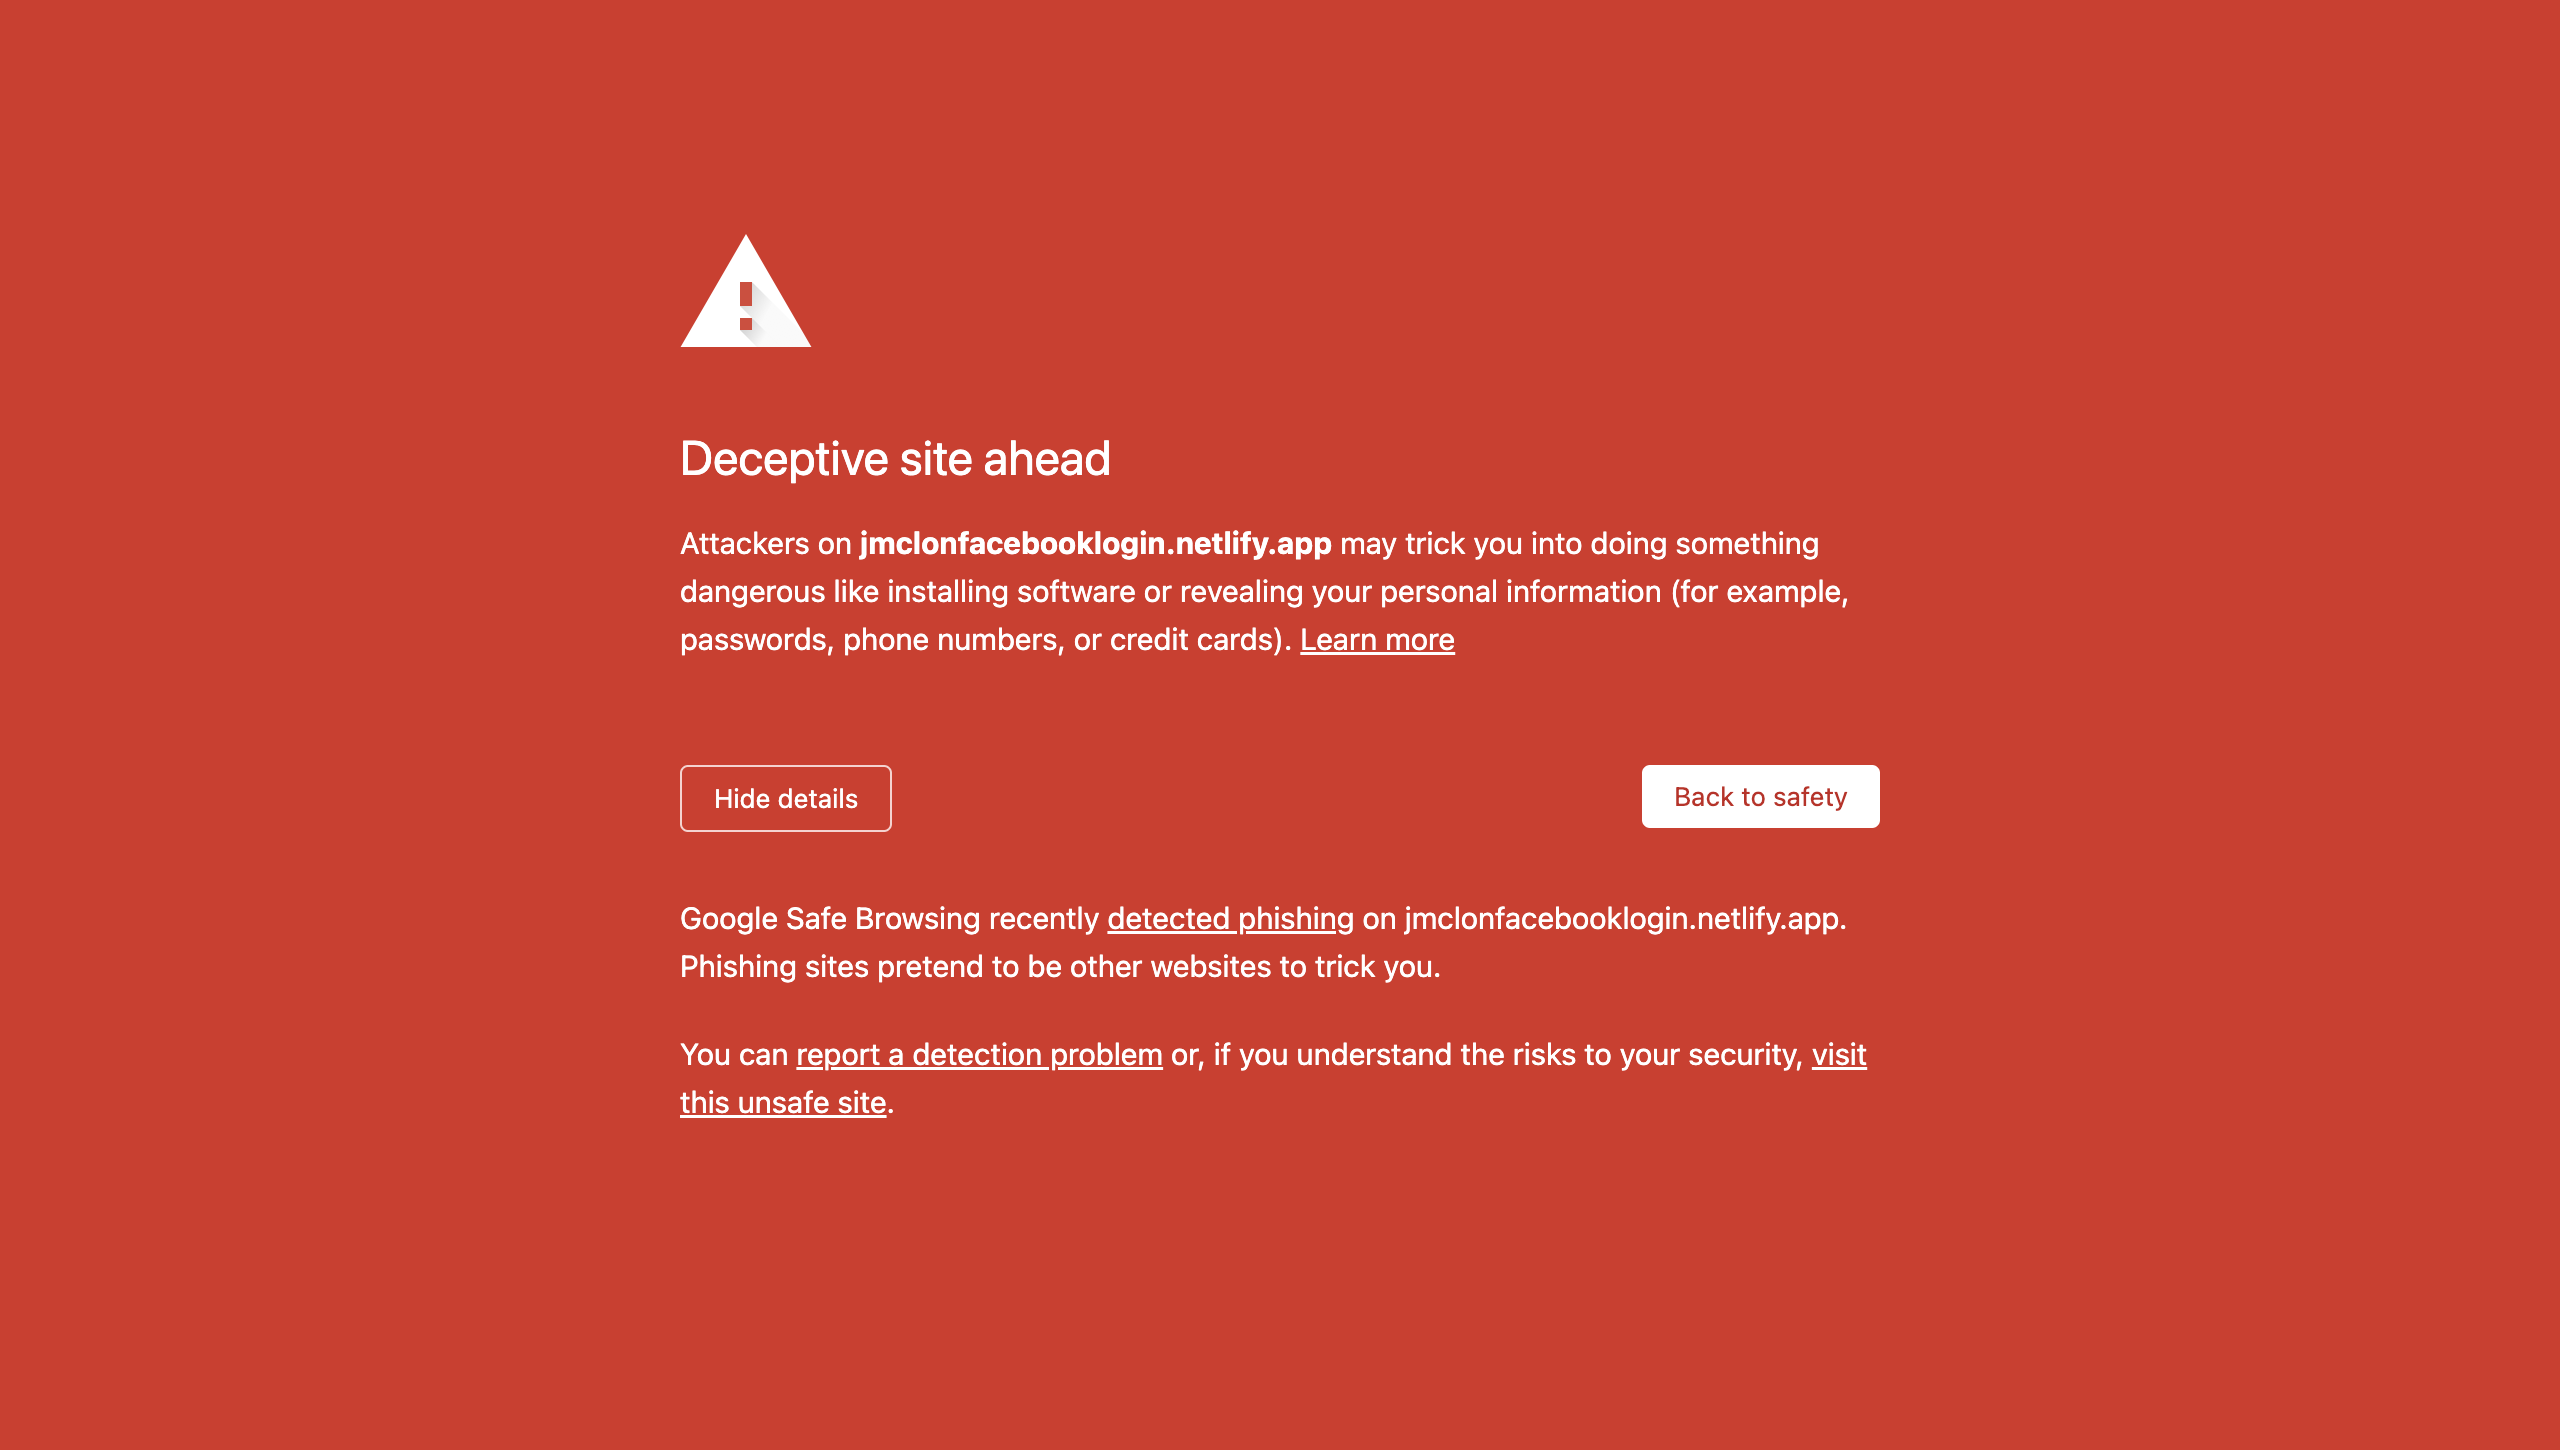 Deceptive site ahead
Attackers on jmclonfacebooklogin.netlify.app may trick you into doing something
dangerous like installing software or revealing your personal information (for example,
passwords, phone numbers, or credit cards). Learn more
Hide details
Back to safety
Google Safe Browsing recently detected phishing on jmclonfacebooklogin.netlify.app.
Phishing sites pretend to be other websites to trick you.
You can report a detection problem or, if you understand the risks to your security, visit
this unsafe site.